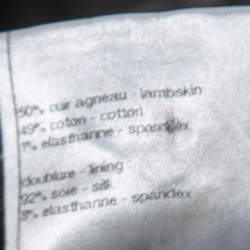 50% cuir agneau - lambskin
49% coton - cotton
1% elasthanne - spandex
doublure - lining
92% soie - silk
8% elasthanne - spandex